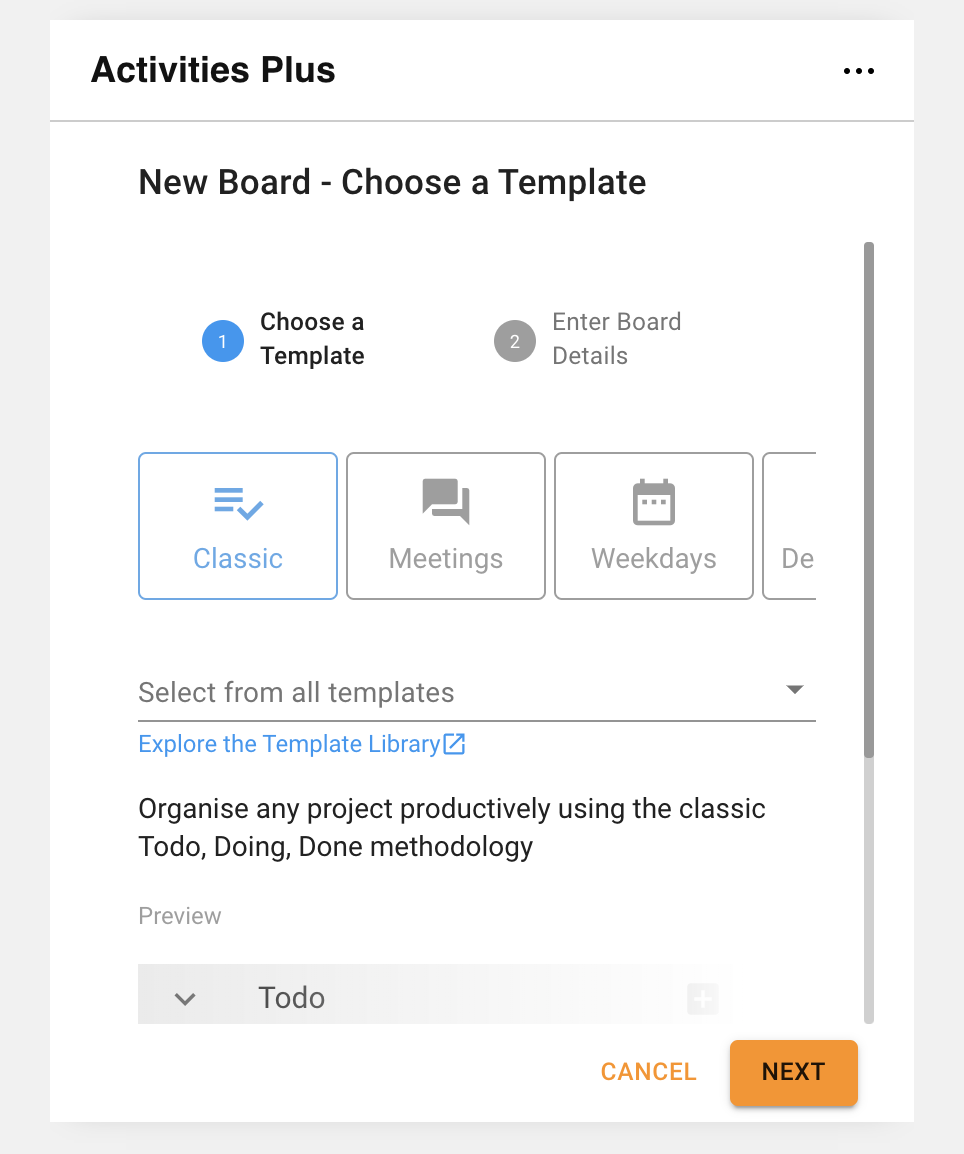 Activities Plus
New Board - Choose a Template
1
Choose a
Template
2
Enter Board
Details
Classic
Meetings
Weekdays
De
Select from all templates
Explore the Template Library
Organise any project productively using the classic
Todo, Doing, Done methodology
Preview
Todo
CANCEL
NEXT